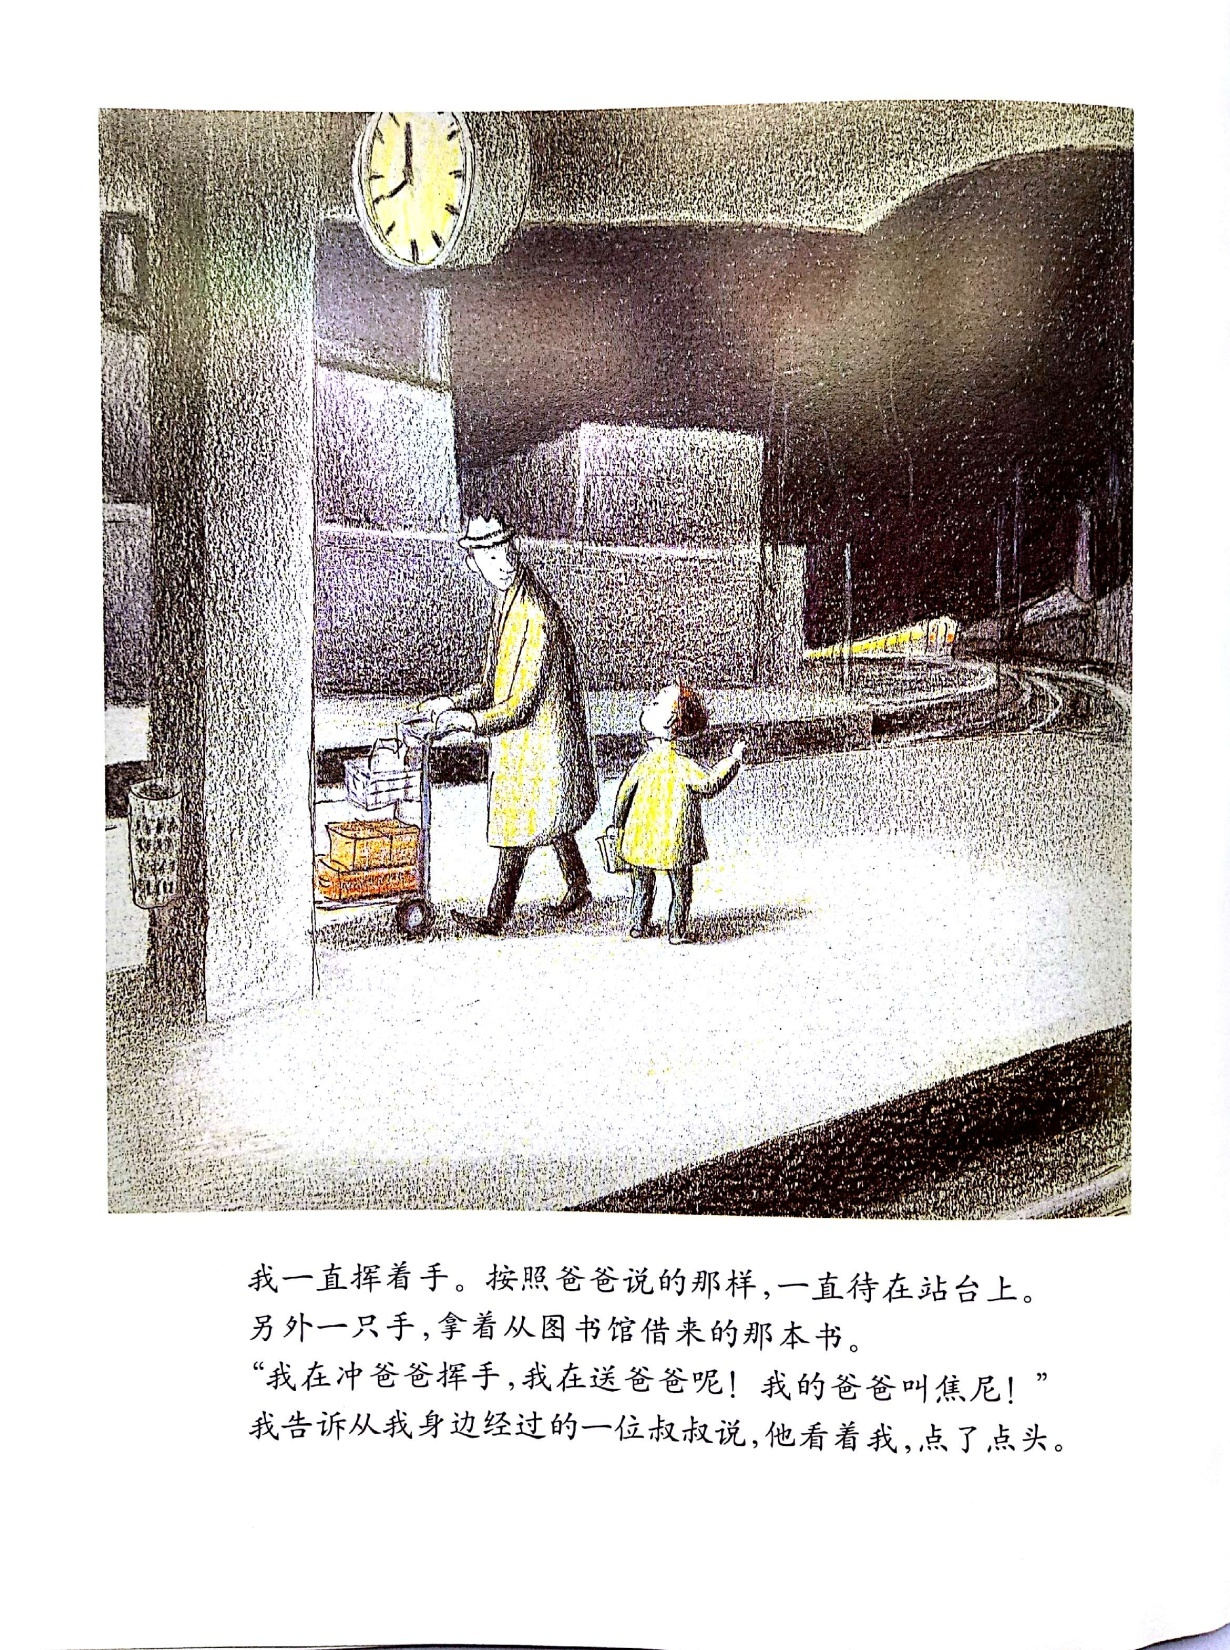 我一直挥着手。按照爸爸说的那样,一直待在站台上。
另外一只手,拿着从图书馆借来的那本书。
“我在冲爸爸挥手,我在送爸爸呢！我的爸爸叫焦尼！”
我告诉从我身边经过的一位叔叔说,他看着我,点了点头。